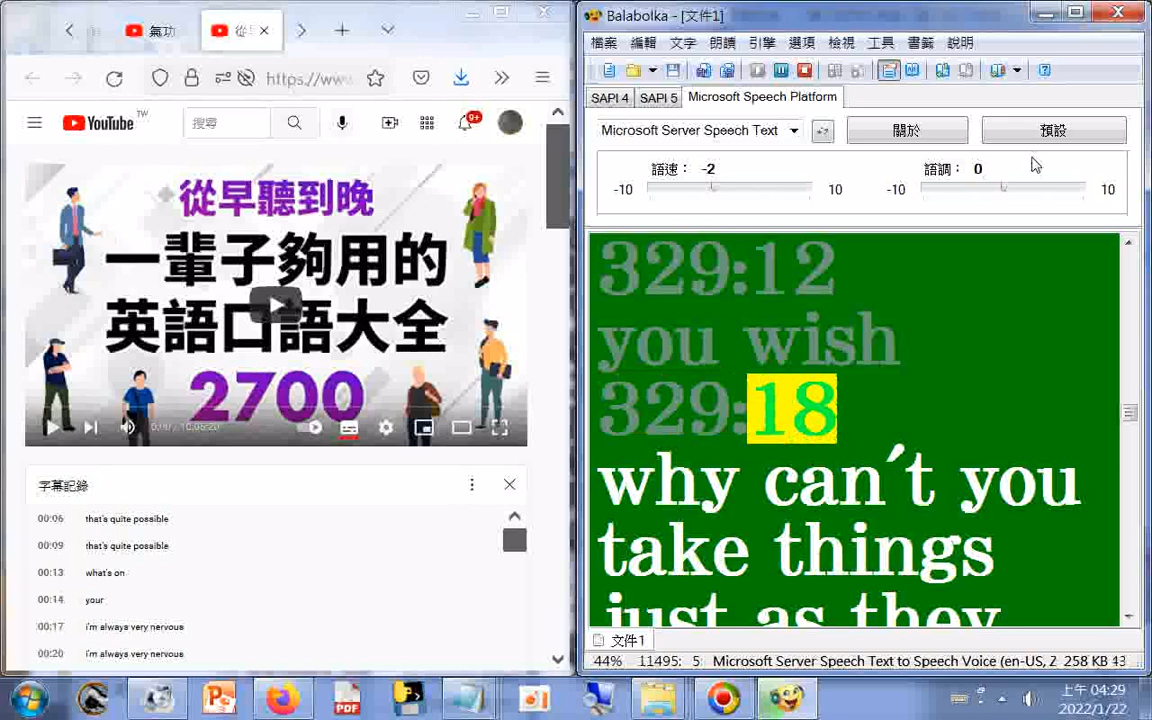 氣功
從
https://www
YouTube TW
搜尋
9+
從早聽到晚
一輩子夠用的
英語口語大全
2700
字幕記錄
00:06 that's quite possible
00:09 that's quite possible
00:13 what's on
00:14 your
00:17 i'm always very nervous
00:20 i'm always very nervous
Balabolka - [文件1]
檔案 編輯 文字 朗讀 引擎 選項 檢視 工具 書籤 說明
SAPI 4 SAPI 5 Microsoft Speech Platform
Microsoft Server Speech Text 關於 預設
語速： -2 語調： 0
-10 10 -10 10
329:12
you wish
329:18
why can't you
take things
just as they
文件1
44% 11495: 5: Microsoft Server Speech Text to Speech Voice (en-US, Z 258 KB 43
PDF
上午 04:29
2022/1/22